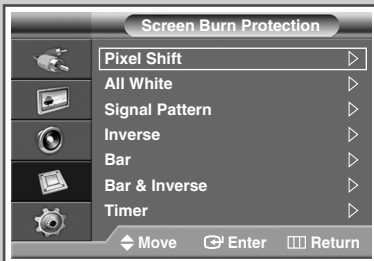 Screen Burn Protection
Pixel Shift
All White
Signal Pattern
Inverse
Bar
Bar & Inverse
Timer
Move Enter Return